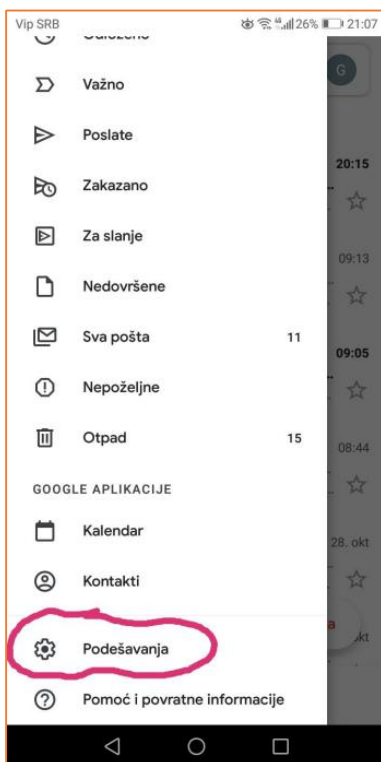 Vip SRB 26% 21:07
Odloženo
G
Važno
Poslate
20:15
Zakazano
Za slanje
09:13
Nedovršene
Sva pošta 11
09:05
Nepoželjne
Otpad 15
08:44
GOOGLE APLIKACIJE
Kalendar
28. okt
Kontakti
a
Podešavanja
Pomoć i povratne informacije